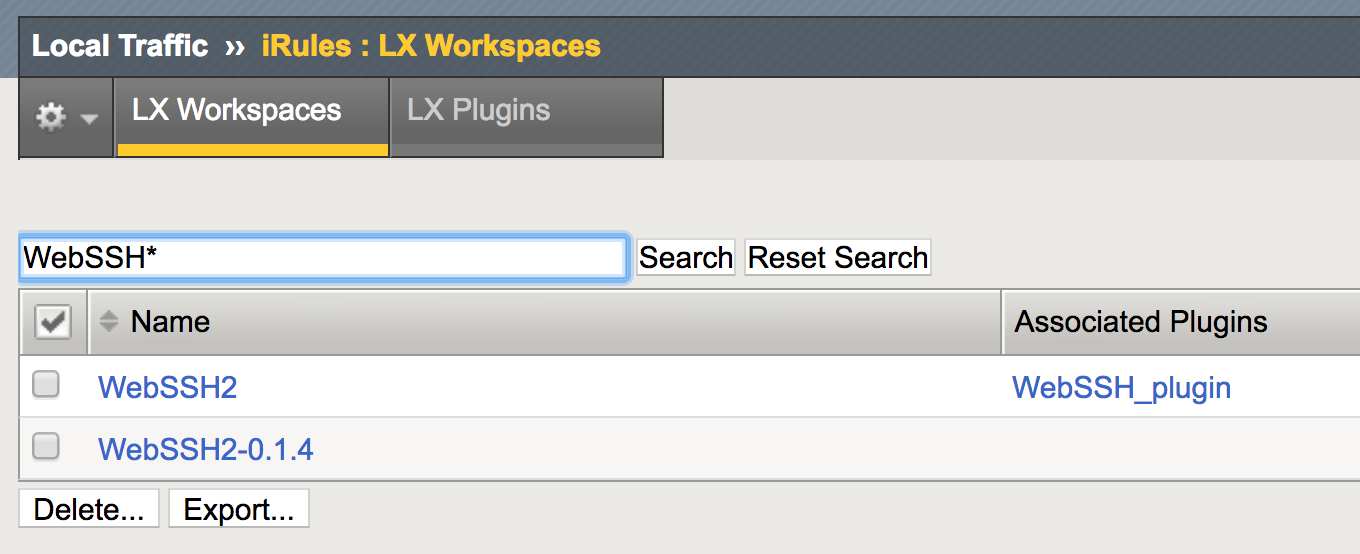 Local Traffic ›› iRules : LX Workspaces
LX Workspaces LX Plugins
WebSSH* Search Reset Search
Name Associated Plugins
WebSSH2 WebSSH_plugin
WebSSH2-0.1.4
Delete... Export...